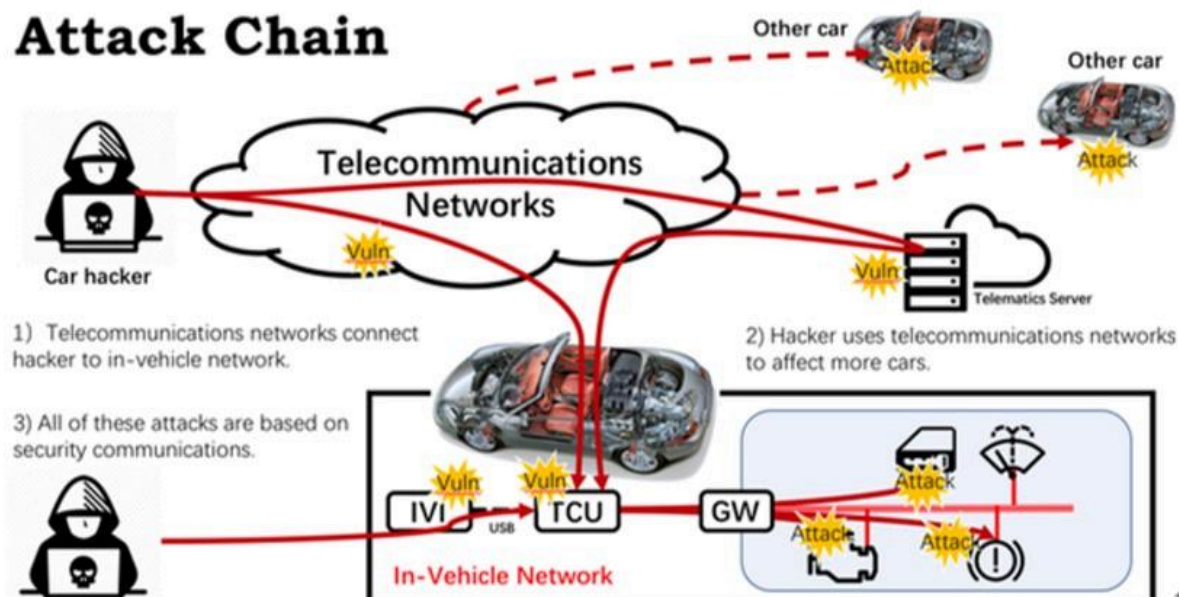 Attack Chain
Other car
Attack
Other car
Attack
Telecommunications
Networks
Vuln
Car hacker
Vuln
Telematics Server
1) Telecommunications networks connect
hacker to in-vehicle network.
2) Hacker uses telecommunications networks
to affect more cars.
3) All of these attacks are based on
security communications.
Vuln
Vuln
IVI
USB
TCU
GW
Attack
Attack
Attack
In-Vehicle Network